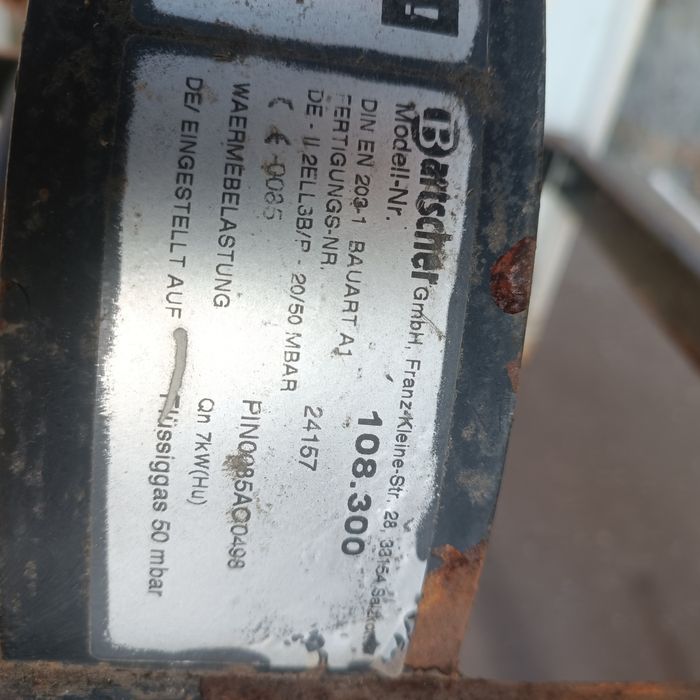 !
Bartscher GmbH, Franz-Kleine-Str. 28, 33154
Modell-Nr. 108.300
DIN EN 203-1 BAUART A1
FERTIGUNGS-NR. 24157
DE - II 2ELL3B/P - 20/50 MBAR
CE-0085 PIN0085AO0498
WAERMEBELASTUNG Qn 7kW(Hu)
DE/ EINGESTELLT AUF Flüssiggas 50 mbar